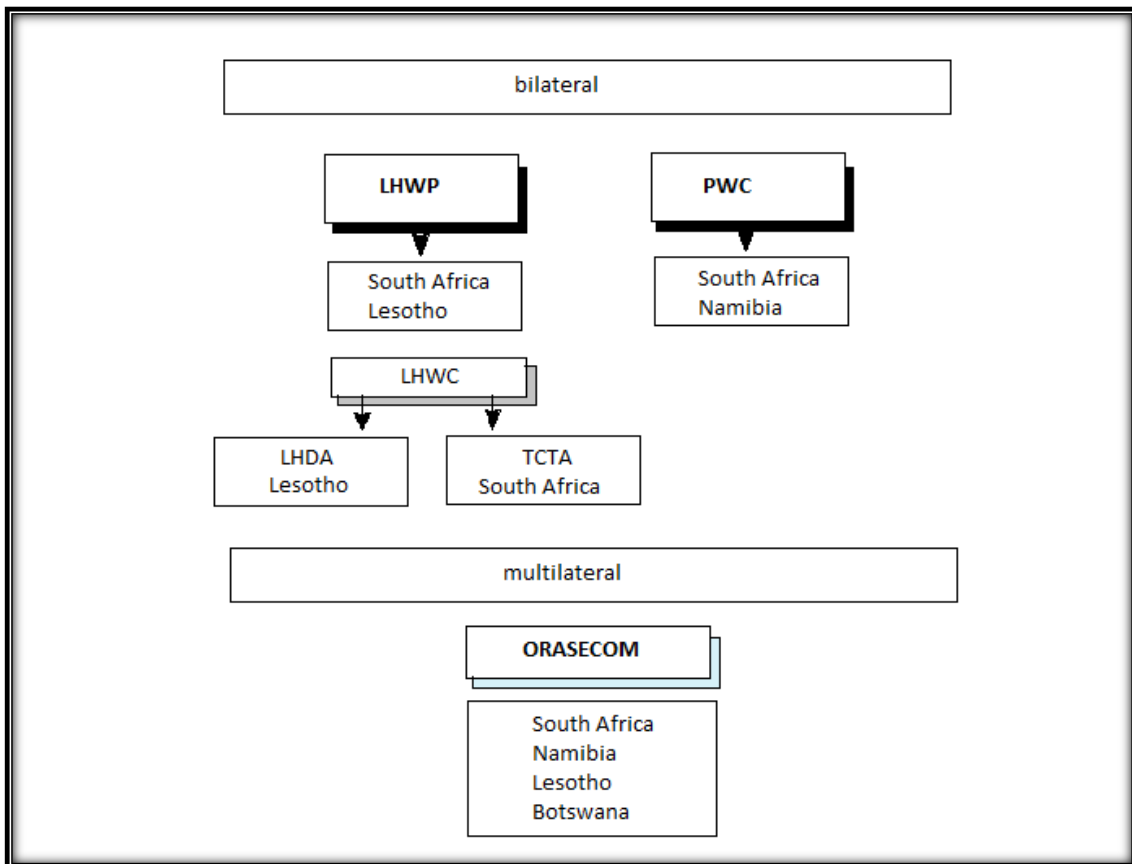 bilateral
LHWP
PWC
South Africa
Lesotho
South Africa
Namibia
LHWC
LHDA
Lesotho
TCTA
South Africa
multilateral
ORASECOM
South Africa
Namibia
Lesotho
Botswana